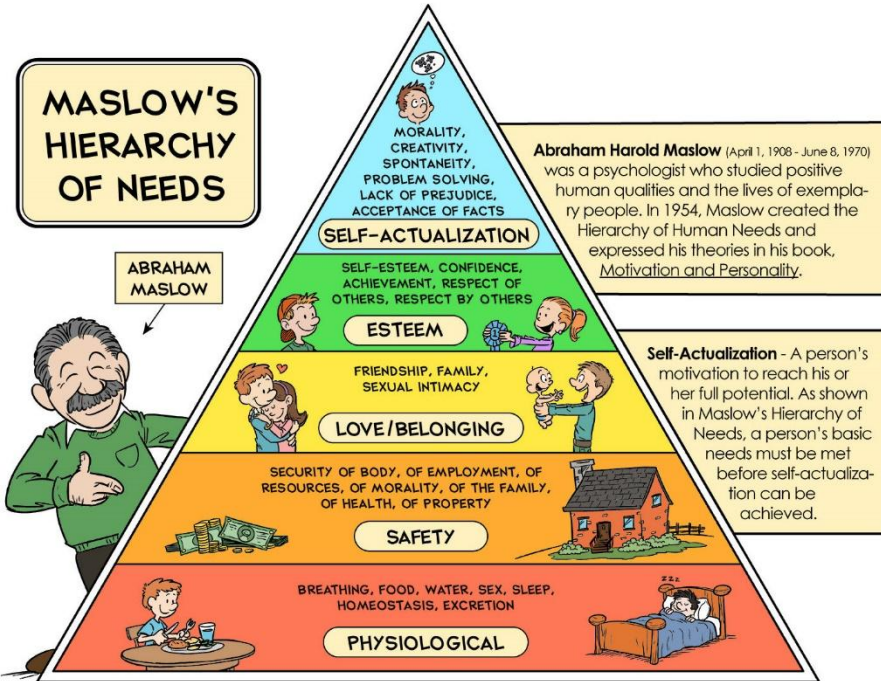 MASLOW'S
HIERARCHY
OF NEEDS
ABRAHAM
MASLOW
MORALITY,
CREATIVITY,
SPONTANEITY,
PROBLEM SOLVING,
LACK OF PREJUDICE,
ACCEPTANCE OF FACTS
SELF-ACTUALIZATION
SELF-ESTEEM, CONFIDENCE,
ACHIEVEMENT, RESPECT OF
OTHERS, RESPECT BY OTHERS
ESTEEM
FRIENDSHIP, FAMILY,
SEXUAL INTIMACY
LOVE/BELONGING
SECURITY OF BODY, OF EMPLOYMENT, OF
RESOURCES, OF MORALITY, OF THE FAMILY,
OF HEALTH, OF PROPERTY
SAFETY
BREATHING, FOOD, WATER, SEX, SLEEP,
HOMEOSTASIS, EXCRETION
ZZZ
PHYSIOLOGICAL
Abraham Harold Maslow (April 1, 1908 - June 8, 1970)
was a psychologist who studied positive
human qualities and the lives of exempla-
ry people. In 1954, Maslow created the
Hierarchy of Human Needs and
expressed his theories in his book,
Motivation and Personality.
Self-Actualization - A person's
motivation to reach his or
her full potential. As shown
in Maslow's Hierarchy of
Needs, a person's basic
needs must be met
before self-actualiza-
tion can be
achieved.